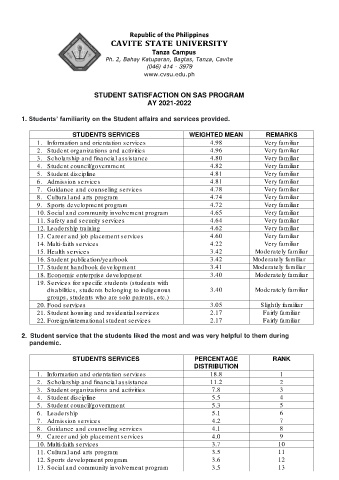 Republic of the Philippines
CAVITE STATE UNIVERSITY
Tanza Campus
Ph. 2, Bahay Katuparan, Bagtas, Tanza, Cavite
(046) 414 - 3979
www.cvsu.edu.ph
STUDENT SATISFACTION ON SAS PROGRAM
AY 2021-2022
1. Students' familiarity on the Student affairs and services provided.
STUDENTS SERVICES WEIGHTED MEAN REMARKS
1. Information and orientation services 4.98 Very familiar
2. Student organizations and activities 4.96 Very familiar
3. Scholarship and financial assistance 4.80 Very familiar
4. Student council/government 4.82 Very familiar
5. Student discipline 4.81 Very familiar
6. Admission services 4.81 Very familiar
7. Guidance and counseling services 4.78 Very familiar
8. Cultural and arts program 4.74 Very familiar
9. Sports development program 4.72 Very familiar
10. Social and community involvement program 4.65 Very familiar
11. Safety and security services 4.64 Very familiar
12. Leadership training 4.62 Very familiar
13. Career and job placement services 4.60 Very familiar
14. Multi-faith services 4.22 Very familiar
15. Health services 3.42 Moderately familiar
16. Student publication/yearbook 3.42 Moderately familiar
17. Student handbook development 3.41 Moderately familiar
18. Economic enterprise development 3.40 Moderately familiar
19. Services for specific students (students with
disabilities, students belonging to indigenous 3.40 Moderately familiar
groups, students who are solo parents, etc.)
20. Food services 3.05 Slightly familiar
21. Student housing and residential services 2.17 Fairly familiar
22. Foreign/international student services 2.17 Fairly familiar
2. Student service that the students liked the most and was very helpful to them during
pandemic.
STUDENTS SERVICES PERCENTAGE DISTRIBUTION RANK
1. Information and orientation services 18.8 1
2. Scholarship and financial assistance 11.2 2
3. Student organizations and activities 7.8 3
4. Student discipline 5.5 4
5. Student council/government 5.3 5
6. Leadership 5.1 6
7. Admission services 4.2 7
8. Guidance and counseling services 4.1 8
9. Career and job placement services 4.0 9
10. Multi-faith services 3.7 10
11. Cultural and arts program 3.5 11
12. Sports development program 3.6 12
13. Social and community involvement program 3.5 13